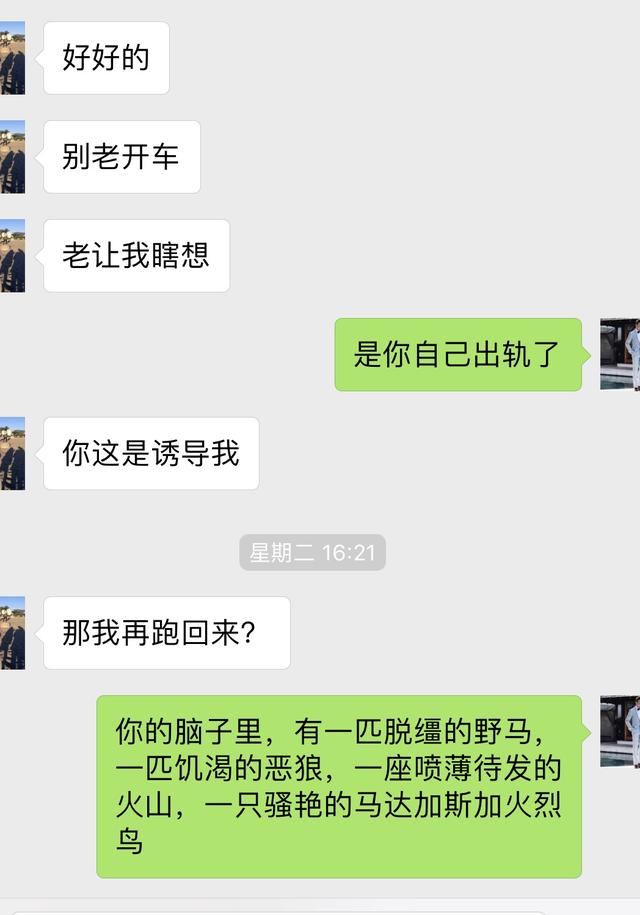 好好的
别老开车
老让我瞎想
是你自己出轨了
你这是诱导我
星期二 16:21
那我再跑回来？
你的脑子里，有一匹脱缰的野马，
一匹饥渴的恶狼，一座喷薄待发的
火山，一只骚艳的马达加斯加火烈
鸟